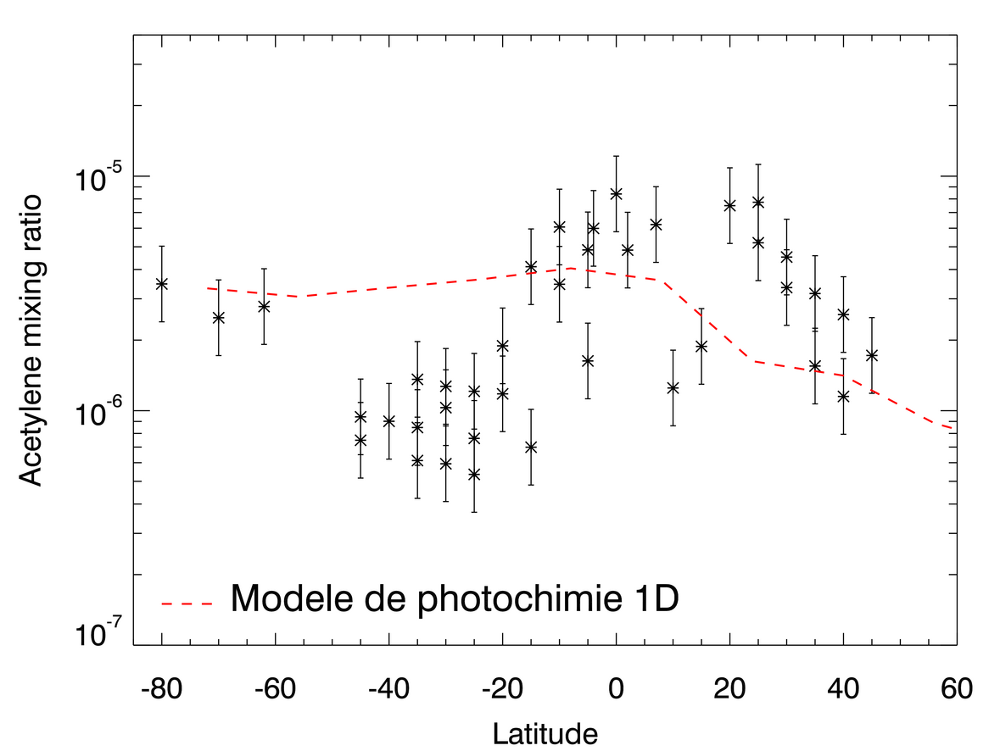 Acetylene mixing ratio
10-5
10-6
10-7
Modele de photochimie 1D
-80 -60 -40 -20 0 20 40 60
Latitude